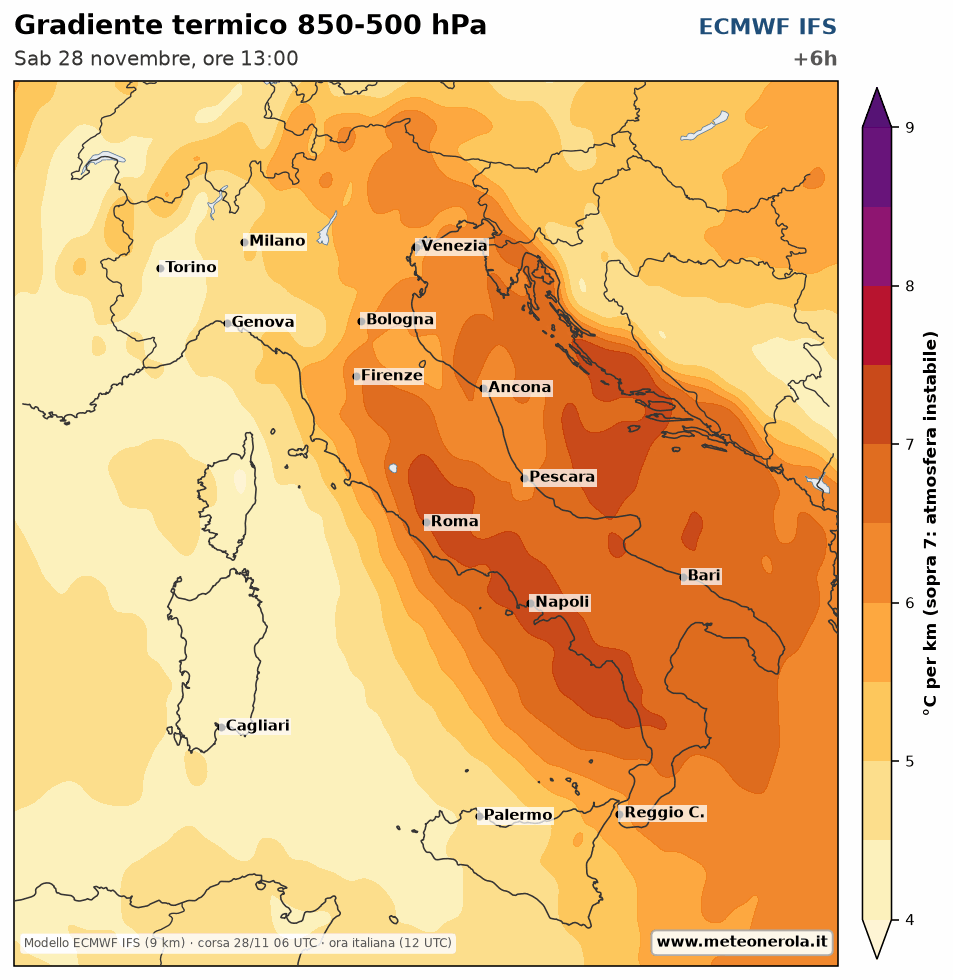 Gradiente termico 850-500 hPa
ECMWF IFS
Sab 28 novembre, ore 13:00
+6h
Milano
Venezia
Torino
Genova
Bologna
Firenze
Ancona
Pescara
Roma
Bari
Napoli
Cagliari
Palermo
Reggio C.
9
8
7
6
5
4
°C per km (sopra 7: atmosfera instabile)
Modello ECMWF IFS (9 km) · corsa 28/11 06 UTC · ora italiana (12 UTC)
www.meteonerola.it